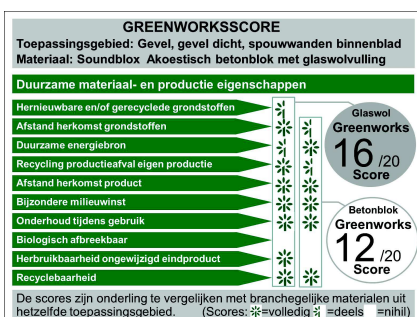 GREENWORKSSCORE
Toepassingsgebied: Gevel, gevel dicht, spouwwanden binnenblad
Materiaal: Soundblox Akoestisch betonblok met glaswolvulling
Duurzame materiaal- en productie eigenschappen
Hernieuwbare en/of gerecyclede grondstoffen
Afstand herkomst grondstoffen
Duurzame energiebron
Recycling productieafval eigen productie
Afstand herkomst product
Bijzondere milieuwinst
Onderhoud tijdens gebruik
Biologisch afbreekbaar
Herbruikbaarheid ongewijzigd eindproduct
Recyclebaarheid
Glaswol
Greenworks
16 /20
Score
Betonblok
Greenworks
12 /20
Score
De scores zijn onderling te vergelijken met branchegelijke materialen uit
hetzelfde toepassingsgebied. (Scores: =volledig =deels =nihil)